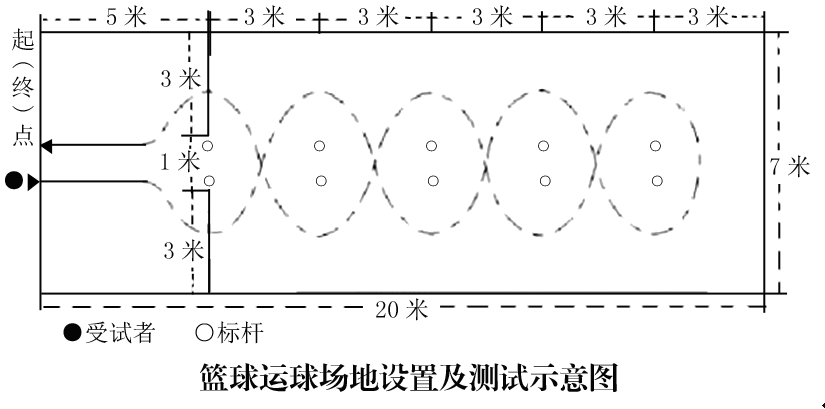 5 米 3 米 3 米 3 米 3 米 3 米
起（终）点
3 米
1 米
3 米
7 米
20 米
●受试者 ○标杆
篮球运球场地设置及测试示意图